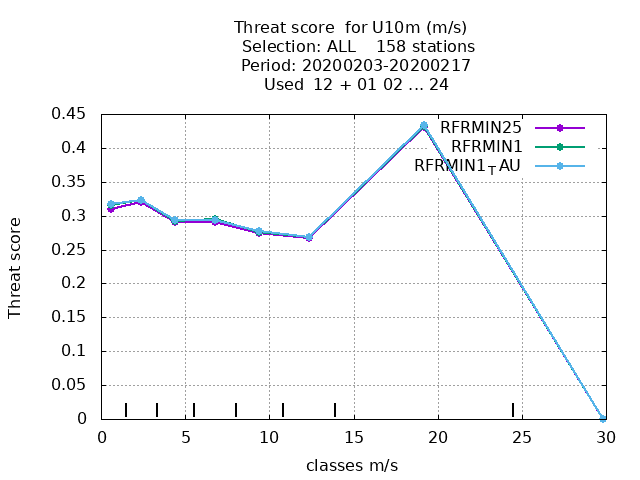 Threat score  for U10m (m/s)
Selection: ALL    158 stations
Period: 20200203-20200217
Used  12 + 01 02 ... 24
RFRMIN25
RFRMIN1
RFRMIN1TAU
0.45
0.4
0.35
0.3
0.25
0.2
0.15
0.1
0.05
0
Threat score
0 5 10 15 20 25 30
classes m/s